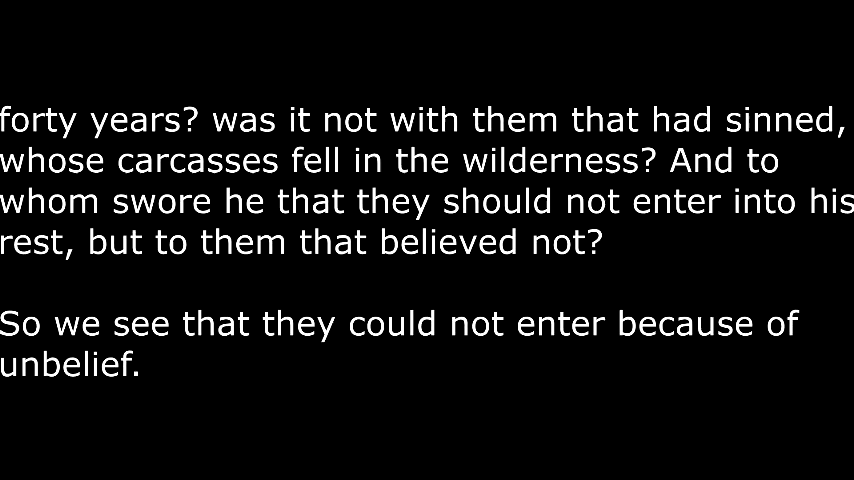 forty years? was it not with them that had sinned,
whose carcasses fell in the wilderness? And to
whom swore he that they should not enter into his
rest, but to them that believed not?
So we see that they could not enter because of
unbelief.